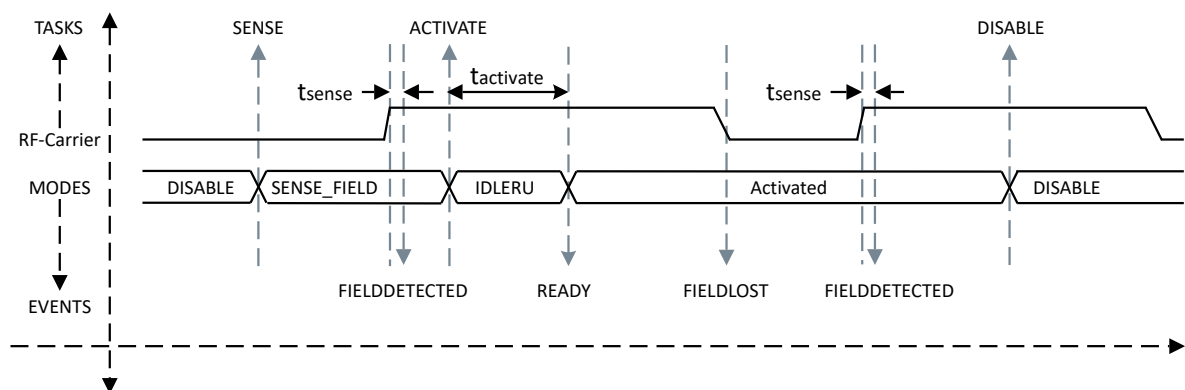 TASKS
SENSE
ACTIVATE
DISABLE
tsense
tactivate
tsense
RF-Carrier
MODES
DISABLE
SENSE_FIELD
IDLERU
Activated
DISABLE
FIELDDETECTED
READY
FIELDLOST
FIELDDETECTED
EVENTS